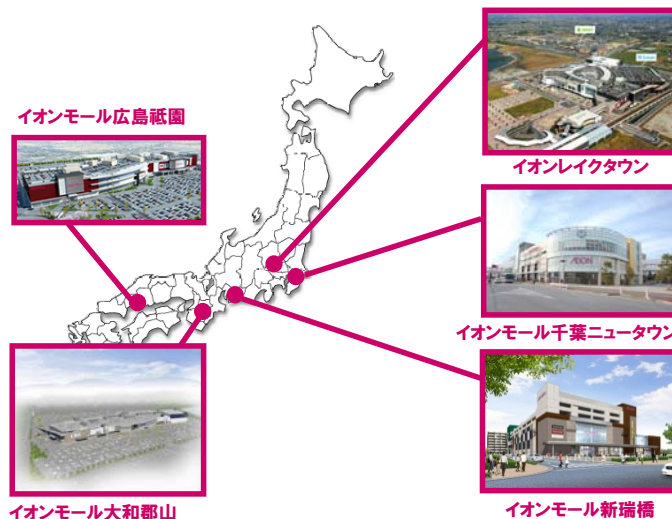 イオンモール広島祗園
イオンレイクタウン
AEON
イオンモール千葉ニュータウン
イオンモール大和郡山
イオンモール新瑞橋